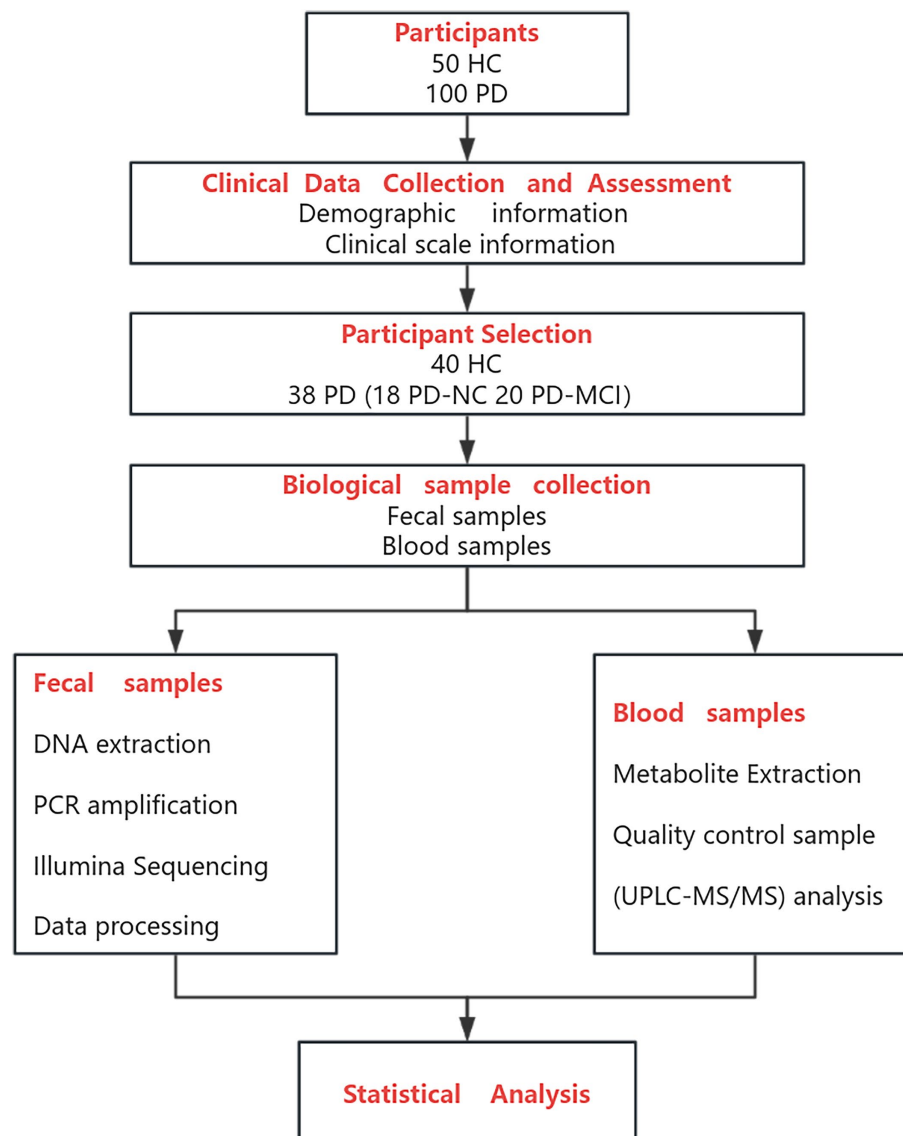 Participants
50 HC
100 PD
Clinical Data Collection and Assessment
Demographic information
Clinical scale information
Participant Selection
40 HC
38 PD (18 PD-NC 20 PD-MCI)
Biological sample collection
Fecal samples
Blood samples
Fecal samples
DNA extraction
PCR amplification
Illumina Sequencing
Data processing
Blood samples
Metabolite Extraction
Quality control sample
(UPLC-MS/MS) analysis
Statistical Analysis